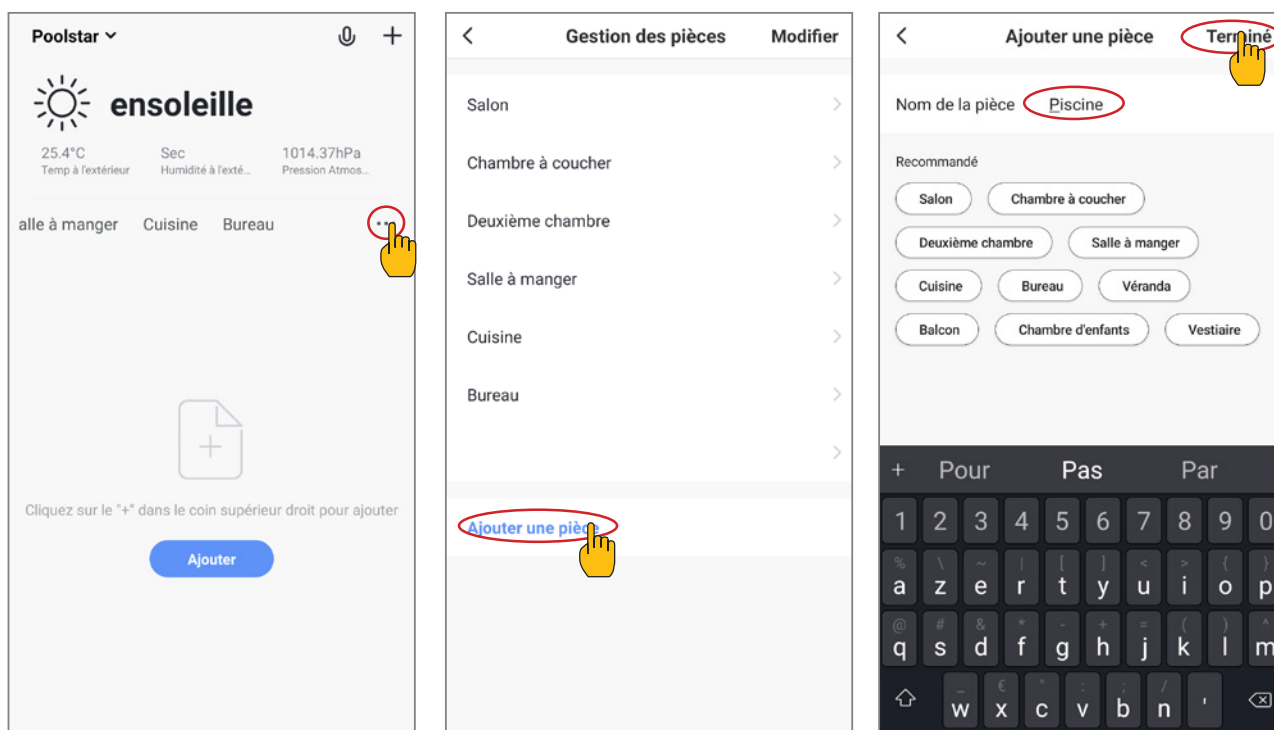 Poolstar
ensoleille
25.4°C Sec 1014.37hPa
Temp à l'extérieur Humidité à l'exté... Pression Atmos...
alle à manger Cuisine Bureau ...
Cliquez sur le "+" dans le coin supérieur droit pour ajouter
Ajouter
Gestion des pièces Modifier
Salon
Chambre à coucher
Deuxième chambre
Salle à manger
Cuisine
Bureau
Ajouter une pièce
Ajouter une pièce Terminé
Nom de la pièce Piscine
Recommandé
Salon Chambre à coucher
Deuxième chambre Salle à manger
Cuisine Bureau Véranda
Balcon Chambre d'enfants Vestiaire
+ Pour Pas Par
1 2 3 4 5 6 7 8 9 0
% \ ~ | [ ] < > { }
a z e r t y u i o p
@ # & * - + = ( ) ^
q s d f g h j k l m
_ € " : ; /
w x c v b n '